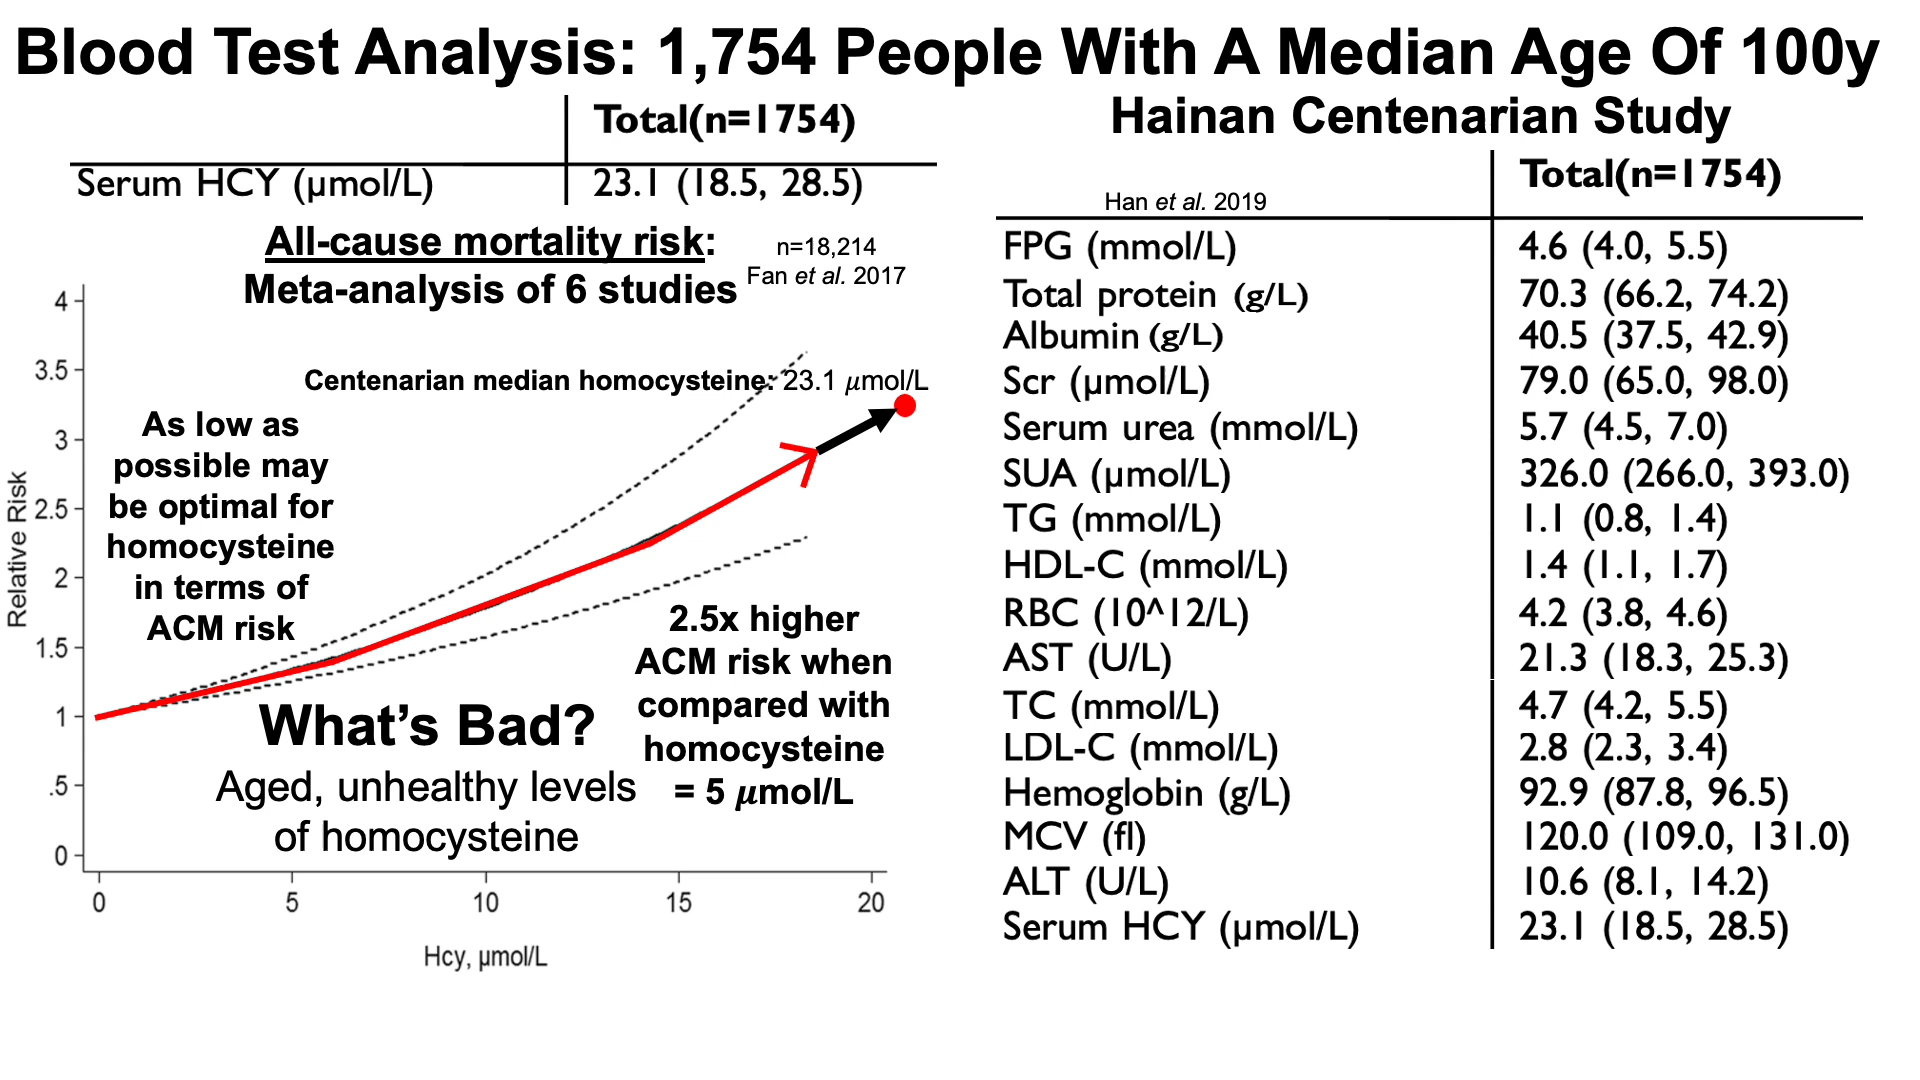 Blood Test Analysis: 1,754 People With A Median Age Of 100y
Total(n=1754)
Serum HCY (µmol/L) 23.1 (18.5, 28.5)
All-cause mortality risk:
Meta-analysis of 6 studies
n=18,214
Fan et al. 2017
Centenarian median homocysteine: 23.1 µmol/L
As low as
possible may
be optimal for
homocysteine
in terms of
ACM risk
2.5x higher
ACM risk when
compared with
homocysteine
= 5 µmol/L
What's Bad?
Aged, unhealthy levels
of homocysteine
Relative Risk
4
3.5
3
2.5
2
1.5
1
.5
0
0 5 10 15 20
Hcy, µmol/L
Hainan Centenarian Study
Han et al. 2019
Total(n=1754)
FPG (mmol/L) 4.6 (4.0, 5.5)
Total protein (g/L) 70.3 (66.2, 74.2)
Albumin (g/L) 40.5 (37.5, 42.9)
Scr (µmol/L) 79.0 (65.0, 98.0)
Serum urea (mmol/L) 5.7 (4.5, 7.0)
SUA (µmol/L) 326.0 (266.0, 393.0)
TG (mmol/L) 1.1 (0.8, 1.4)
HDL-C (mmol/L) 1.4 (1.1, 1.7)
RBC (10^12/L) 4.2 (3.8, 4.6)
AST (U/L) 21.3 (18.3, 25.3)
TC (mmol/L) 4.7 (4.2, 5.5)
LDL-C (mmol/L) 2.8 (2.3, 3.4)
Hemoglobin (g/L) 92.9 (87.8, 96.5)
MCV (fl) 120.0 (109.0, 131.0)
ALT (U/L) 10.6 (8.1, 14.2)
Serum HCY (µmol/L) 23.1 (18.5, 28.5)